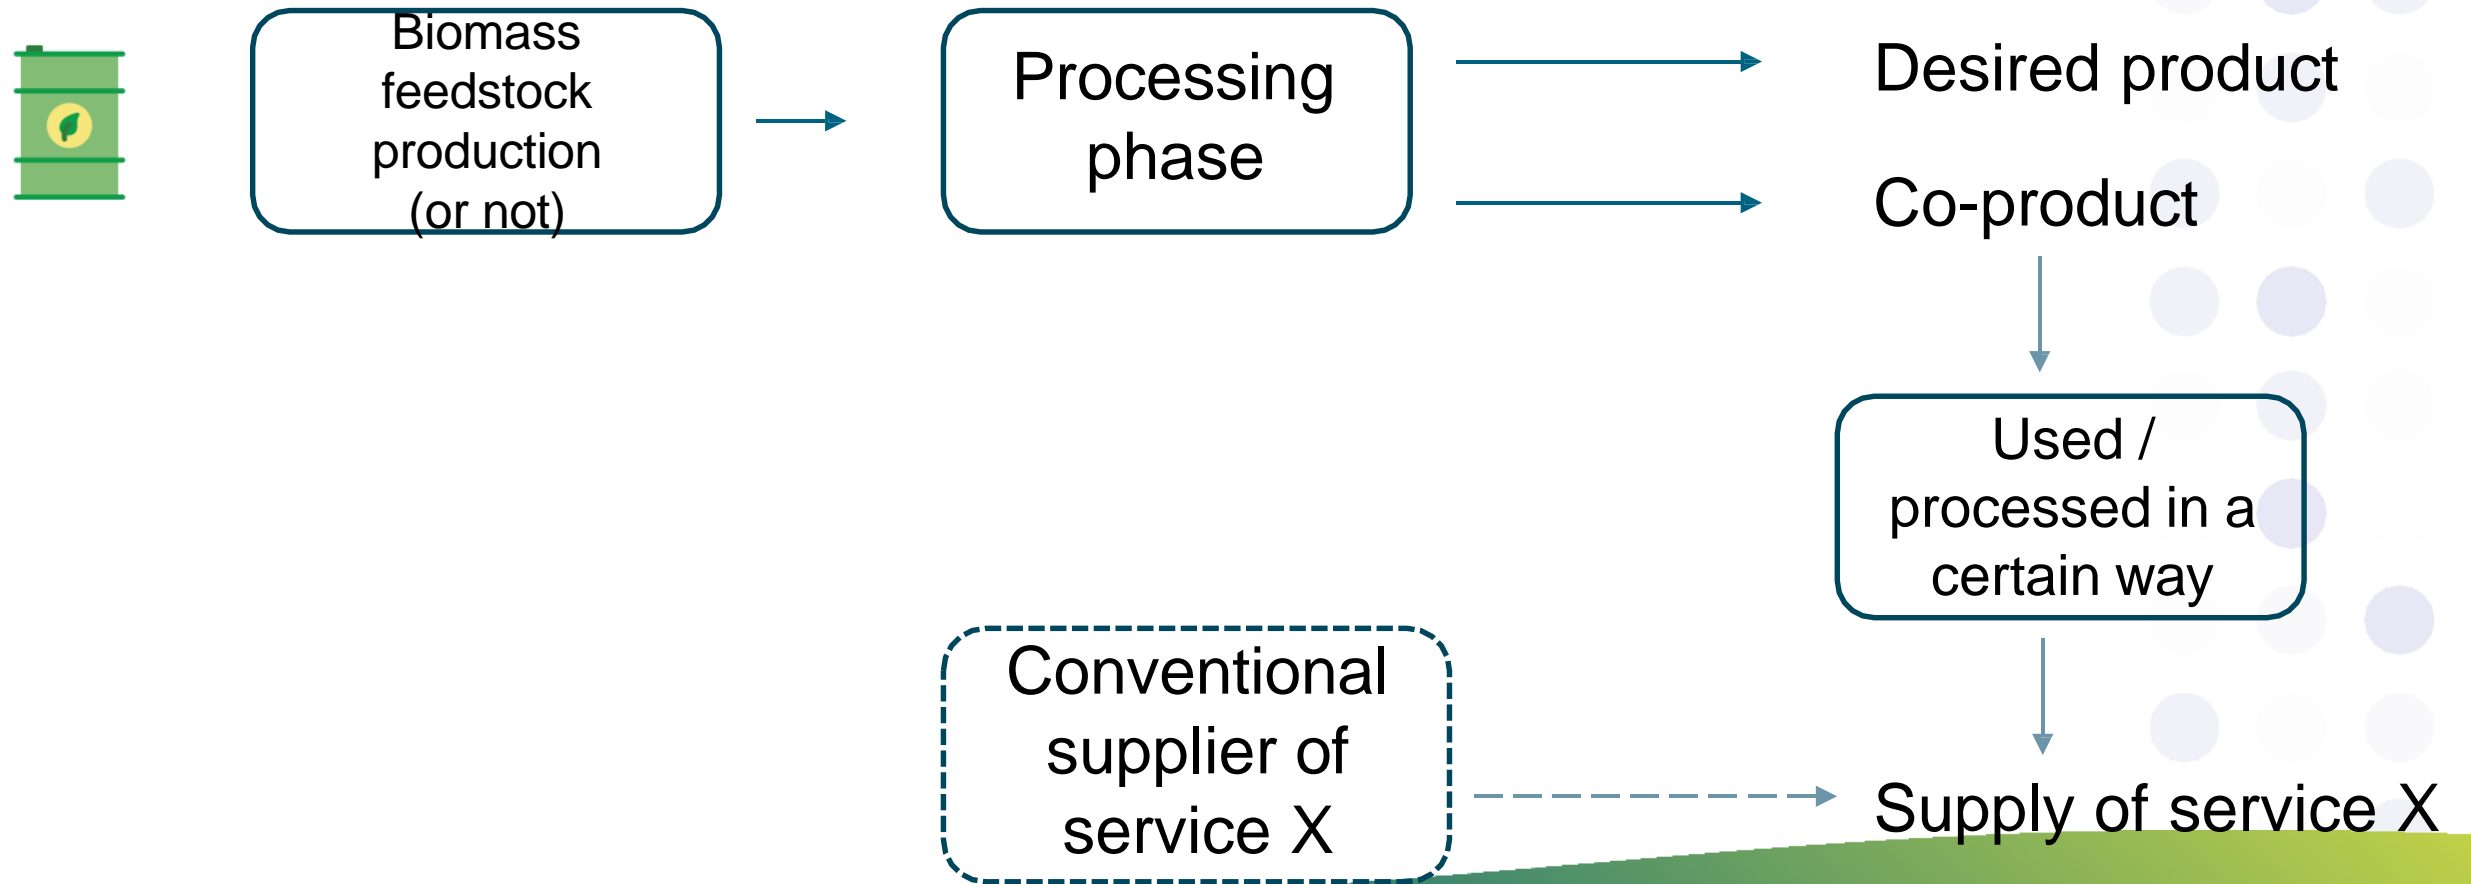 Biomass
feedstock
production
(or not)
Processing
phase
Desired product
Co-product
Used /
processed in a
certain way
Conventional
supplier of
service X
Supply of service X